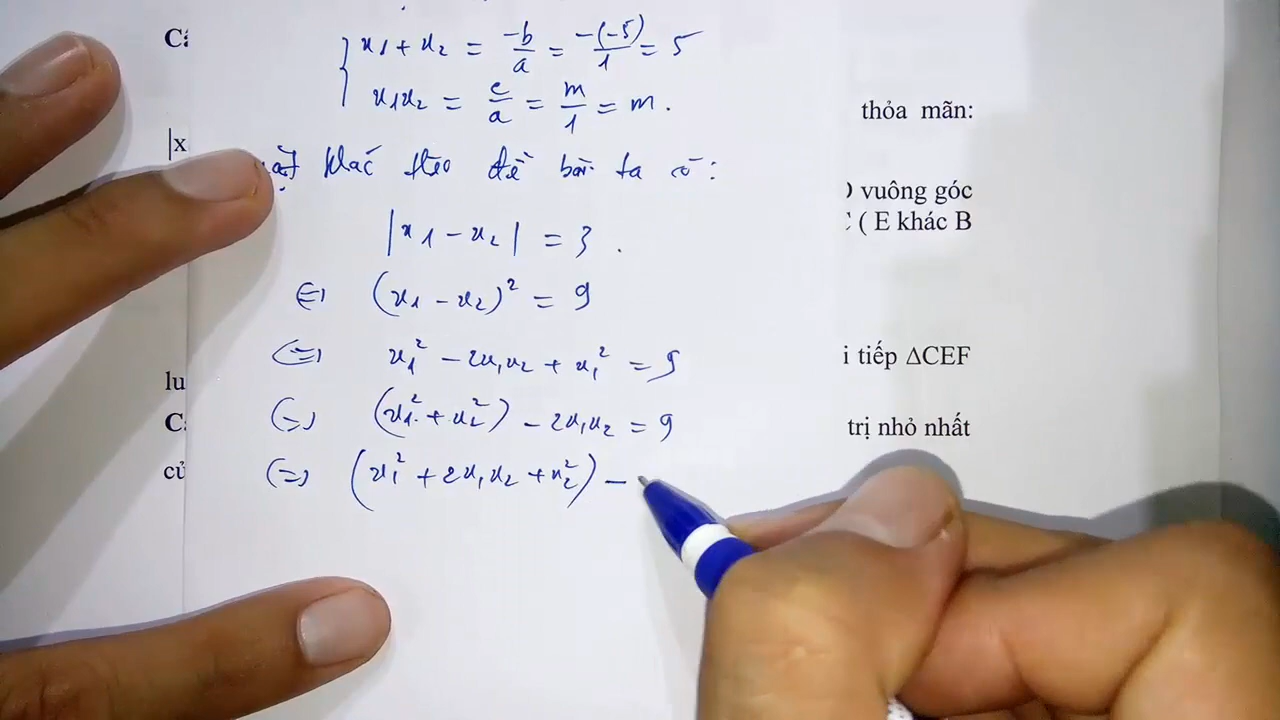 x₁ + x₂ = -b/a = -(-5)/1 = 5
x₁x₂ = c/a = m/1 = m.
thỏa mãn:
|x
khác theo đề bài ta có:
vuông góc
( E khác B
|x₁ - x₂| = 3.
⇔ (x₁ - x₂)² = 9
⇔ x₁² - 2x₁x₂ + x₁² = 9
i tiếp ΔCEF
lu
⇔ (x₁² + x₂²) - 2x₁x₂ = 9
trị nhỏ nhất
củ
⇔ (x₁² + 2x₁x₂ + x₂²) -